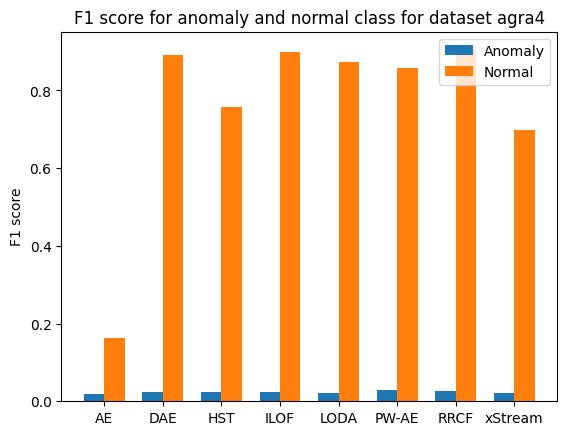 F1 score for anomaly and normal class for dataset agra4
Anomaly
Normal
F1 score
0.8
0.6
0.4
0.2
0.0
AE DAE HST ILOF LODA PW-AE RRCF xStream